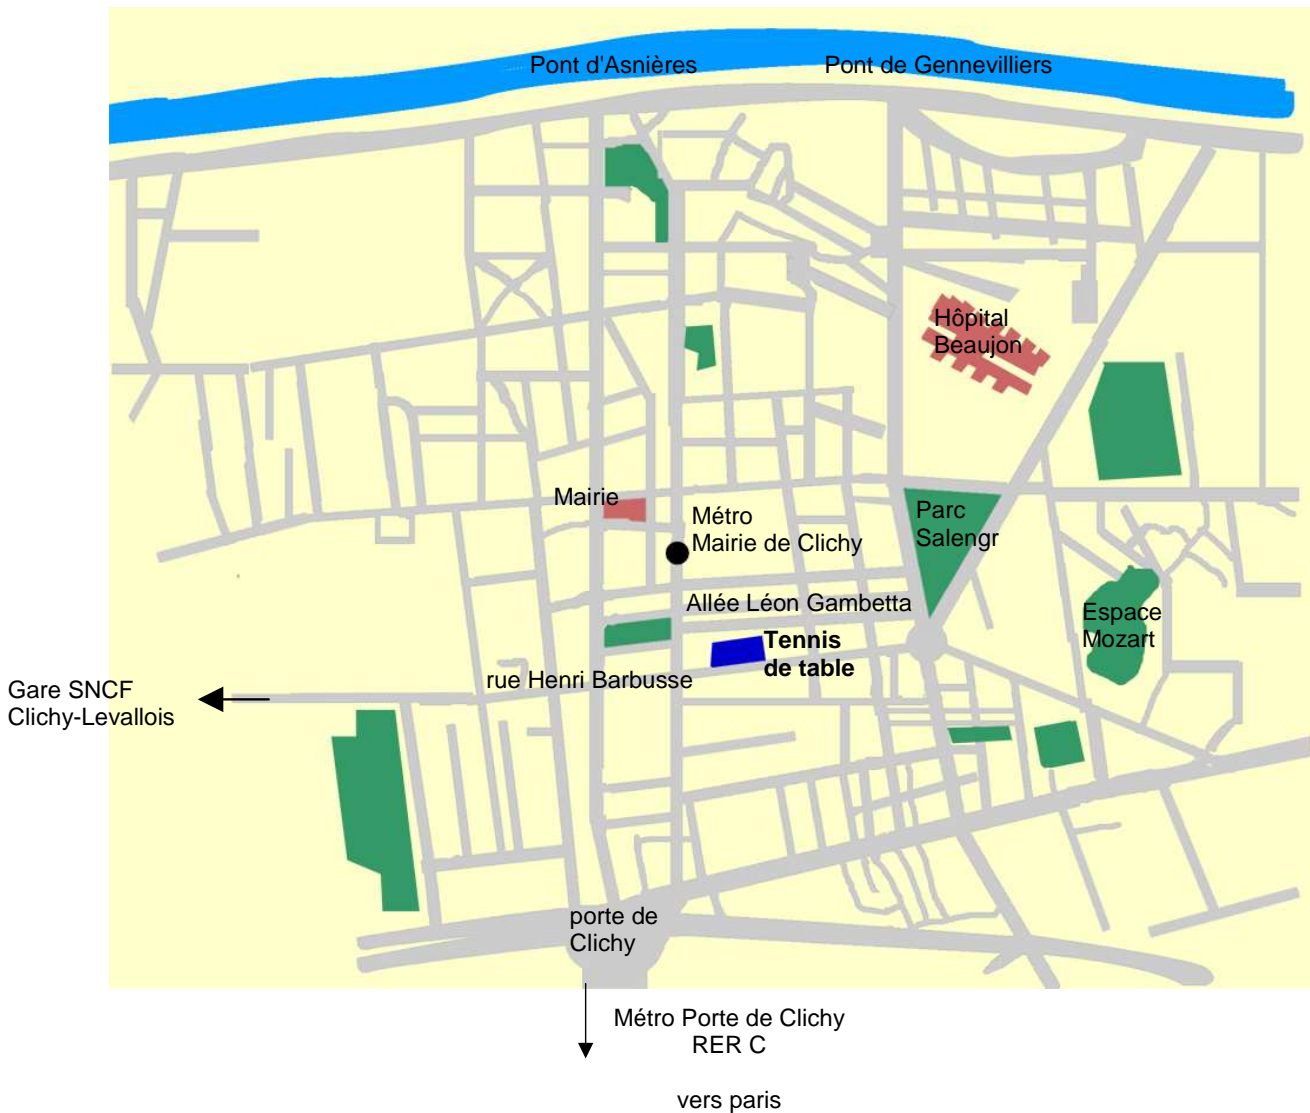 Pont d'Asnières
Pont de Gennevilliers
Hôpital
Beaujon
Mairie
Métro
Mairie de Clichy
Parc
Salengr
Allée Léon Gambetta
Espace
Mozart
Tennis
de table
rue Henri Barbusse
Gare SNCF
Clichy-Levallois
porte de
Clichy
Métro Porte de Clichy
RER C
vers paris